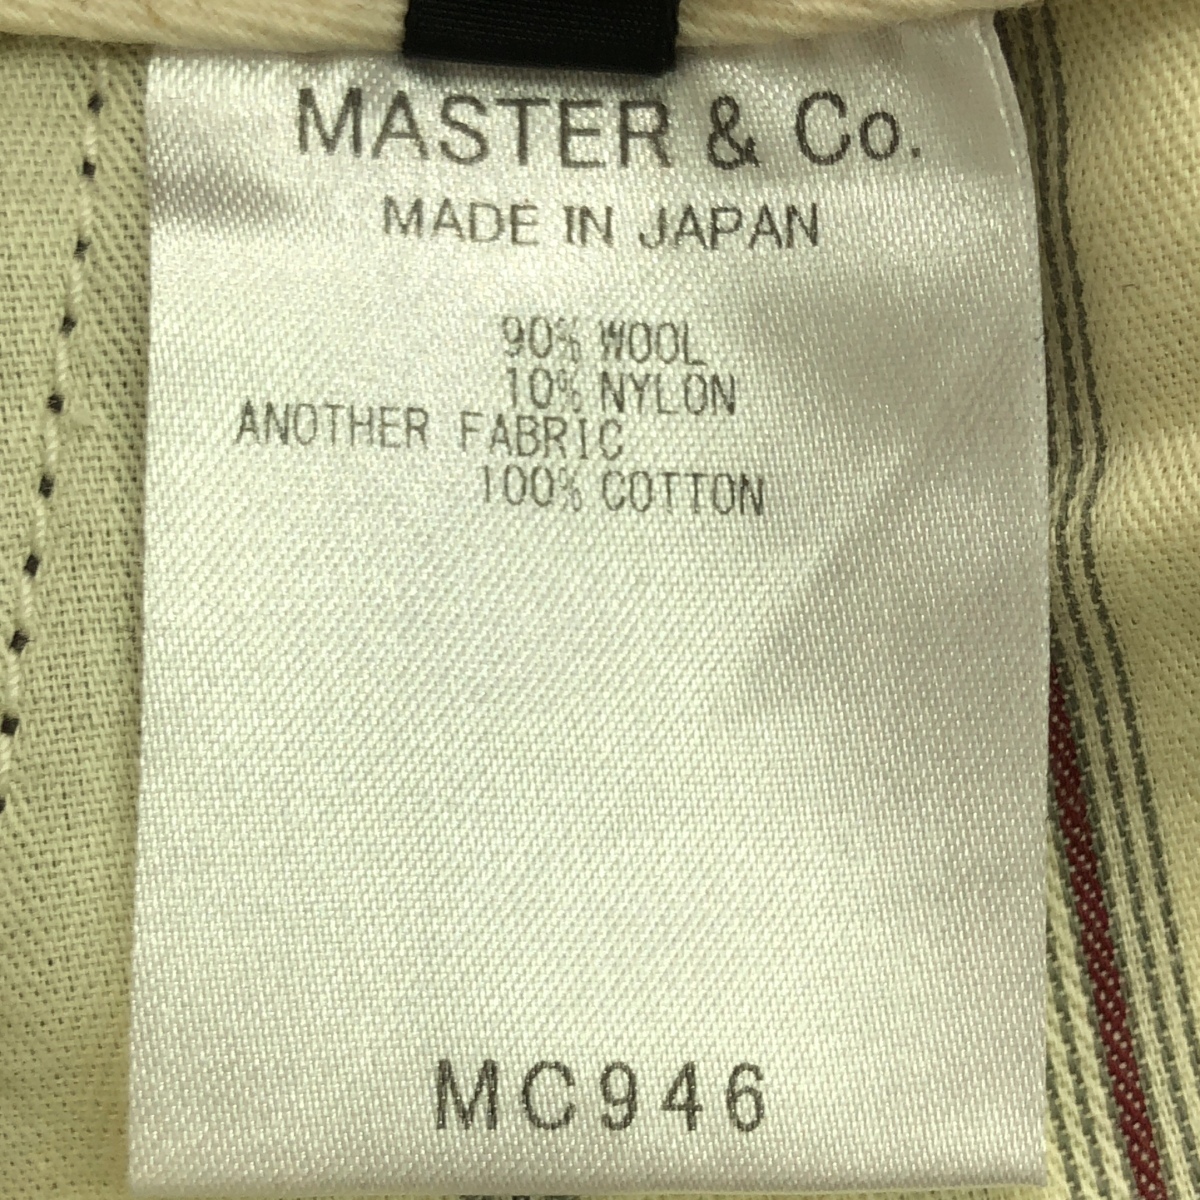 MASTER & Co.
MADE IN JAPAN
90% WOOL
10% NYLON
ANOTHER FABRIC
100% COTTON
MC946